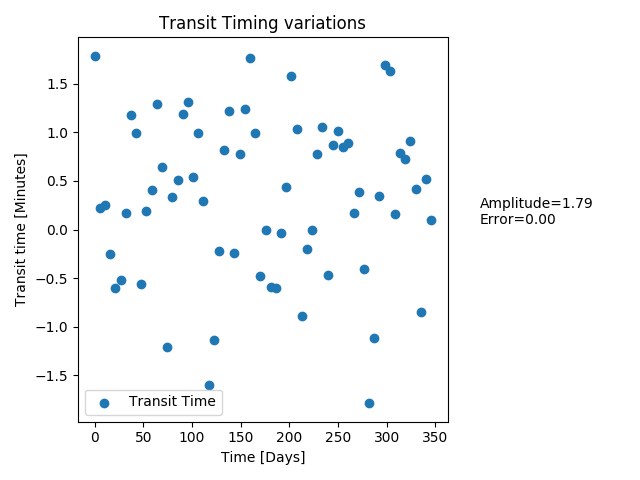 Transit Timing variations
Transit time [Minutes]
1.5
1.0
0.5
0.0
−0.5
−1.0
−1.5
Amplitude=1.79
Error=0.00
Transit Time
0 50 100 150 200 250 300 350
Time [Days]